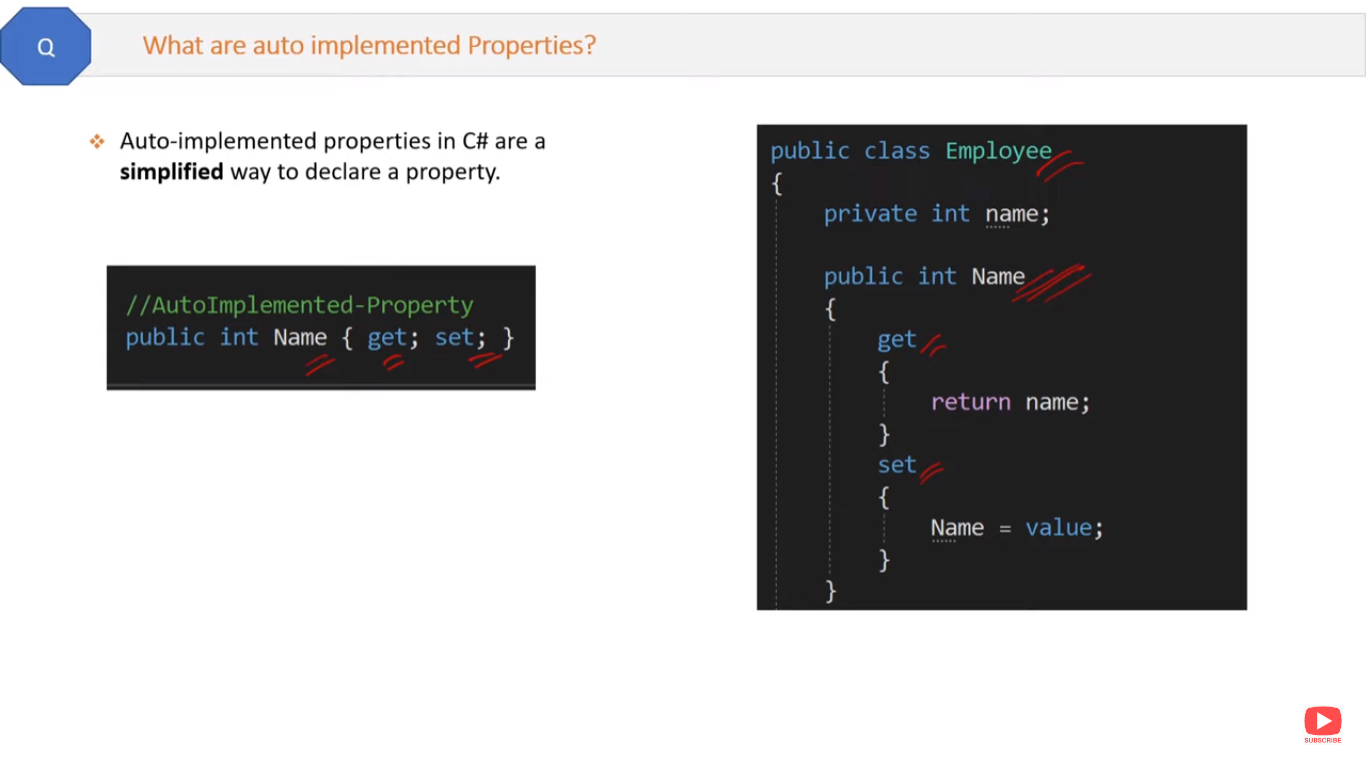 Q
What are auto implemented Properties?
Auto-implemented properties in C# are a
simplified way to declare a property.
//AutoImplemented-Property
public int Name { get; set; }
public class Employee
{
private int name;
public int Name
{
get
{
return name;
}
set
{
Name = value;
}
}
SUBSCRIBE